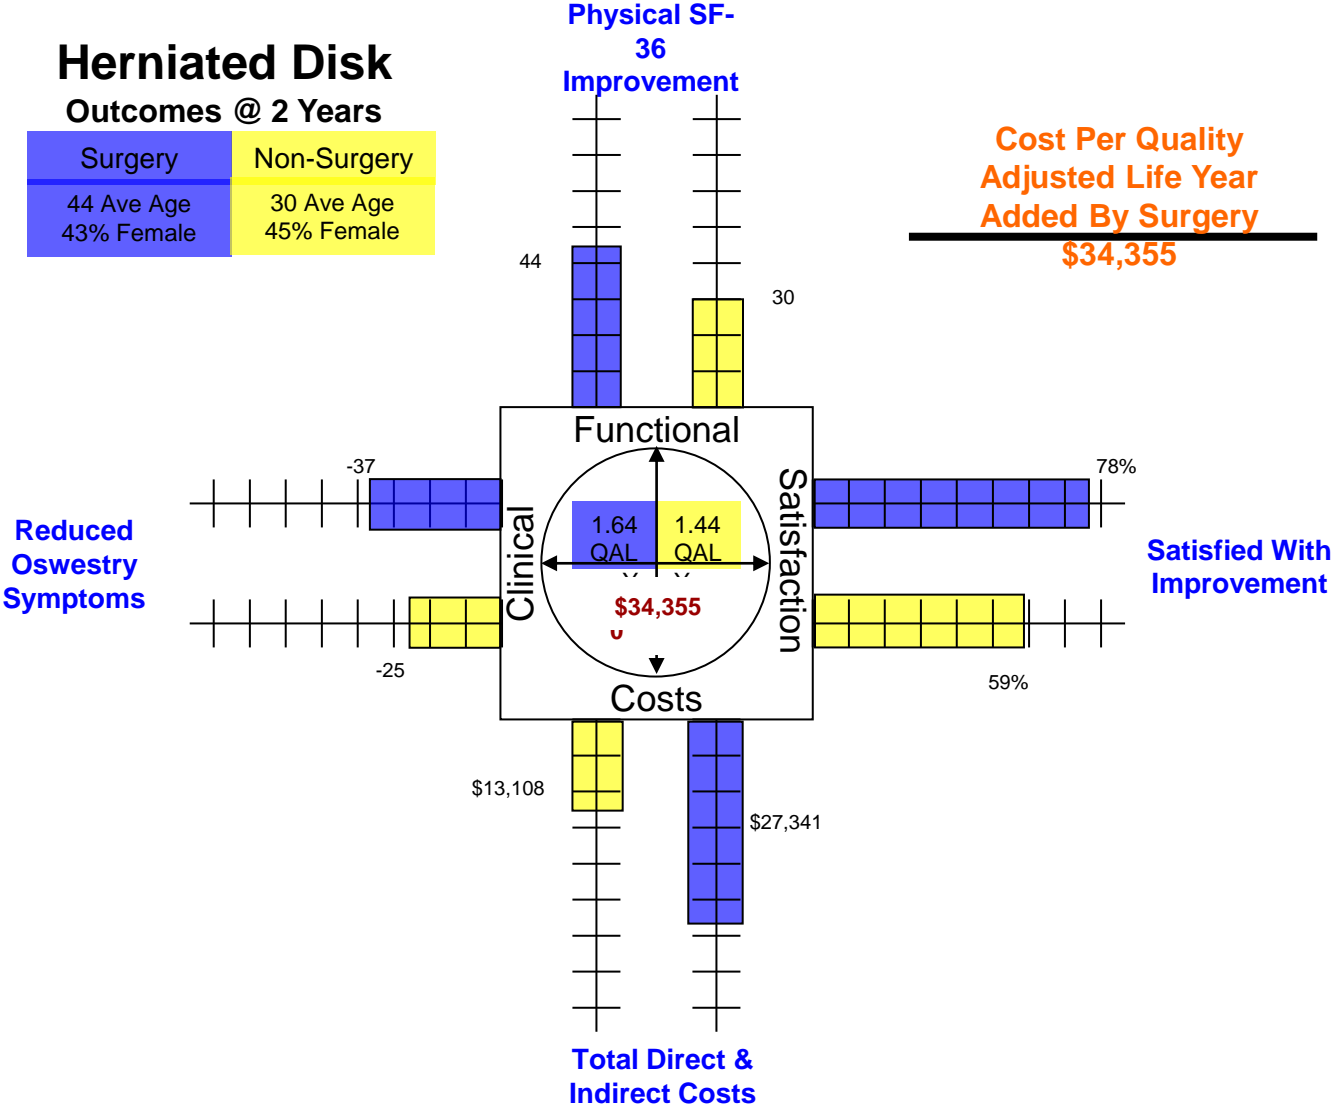 Physical SF-
36
Improvement
Herniated Disk
Outcomes @ 2 Years
Surgery
Non-Surgery
44 Ave Age
43% Female
30 Ave Age
45% Female
Cost Per Quality
Adjusted Life Year
Added By Surgery
$34,355
44
30
Functional
-37
78%
Reduced
Oswestry
Symptoms
Clinical
1.64
QAL
1.44
QAL
Satisfaction
Satisfied With
Improvement
$34,355
-25
59%
Costs
$13,108
$27,341
Total Direct &
Indirect Costs